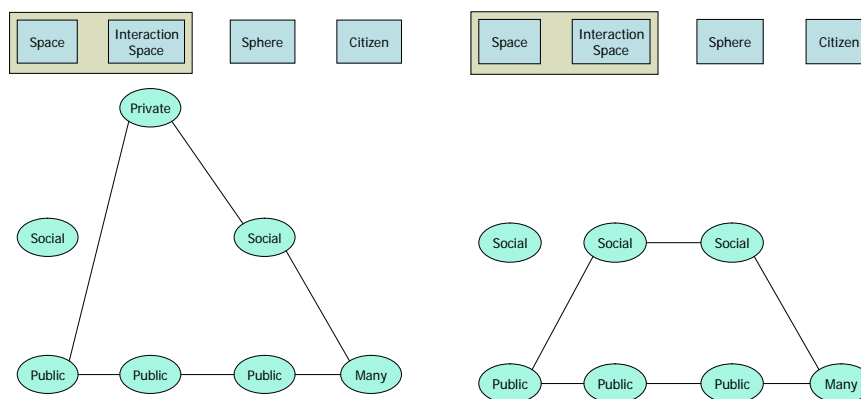 Space
Interaction
Space
Sphere
Citizen
Private
Social
Social
Public
Public
Public
Many
Space
Interaction
Space
Sphere
Citizen
Social
Social
Social
Public
Public
Public
Many